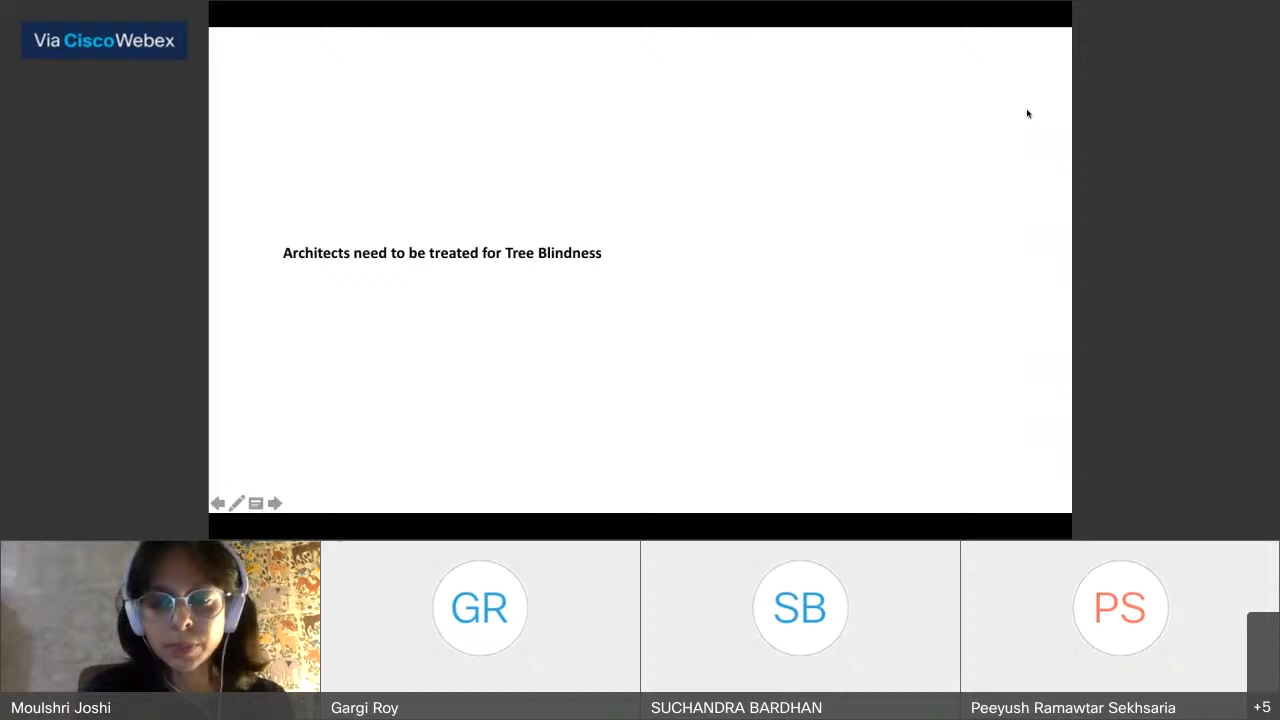 Via CiscoWebex
Architects need to be treated for Tree Blindness
GR
SB
PS
Moulshri Joshi
Gargi Roy
SUCHANDRA BARDHAN
Peeyush Ramawtar Sekhsaria
+5